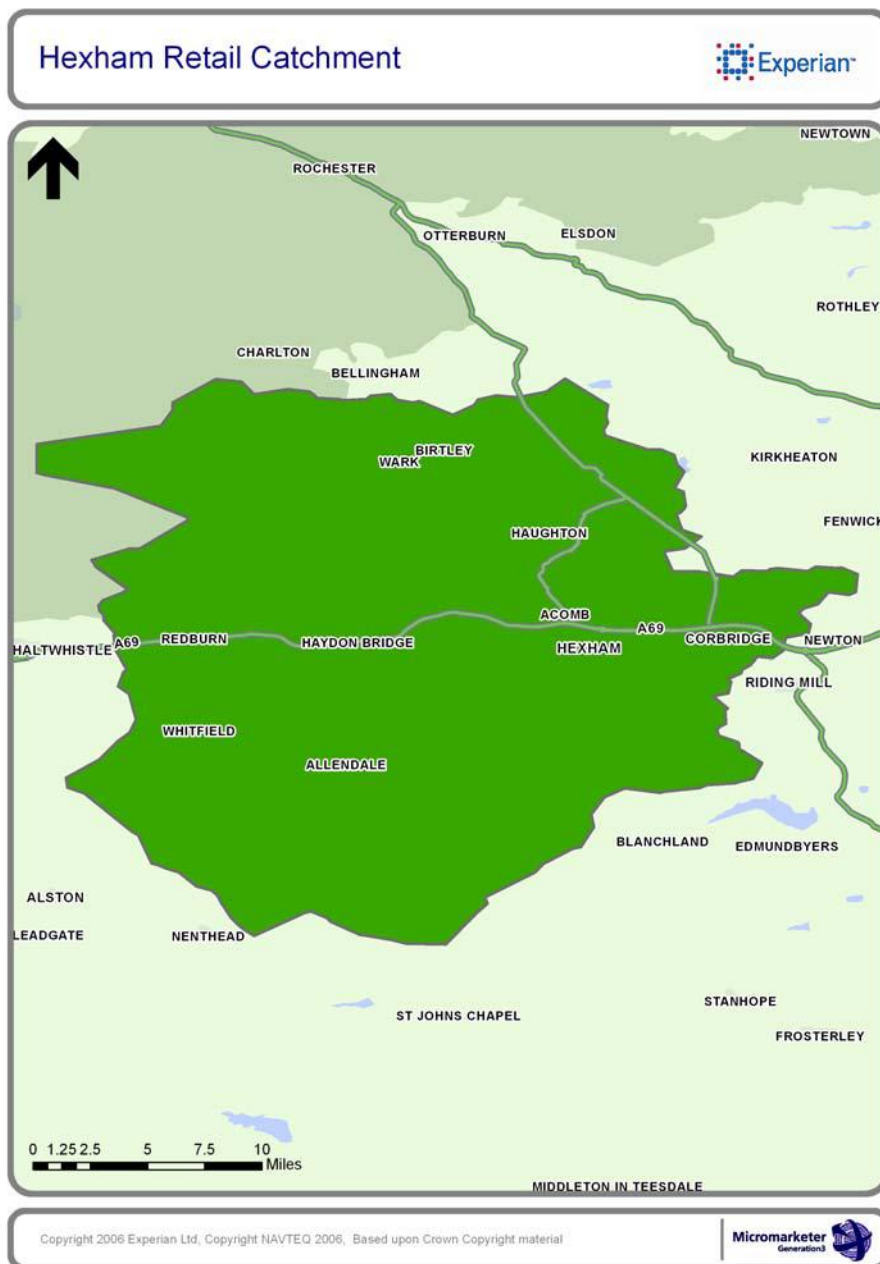 Hexham Retail Catchment
Experian™
NEWTOWN
ROCHESTER
OTTERBURN
ELSDON
ROTHLEY
CHARLTON
BELLINGHAM
BIRTLEY
WARK
KIRKHEATON
HAUGHTON
FENWICK
ACOMB
HALTWHISTLE A69 REDBURN HAYDON BRIDGE HEXHAM A69 CORBRIDGE NEWTON
RIDING MILL
WHITFIELD
ALLENDALE
BLANCHLAND
EDMUNDBYERS
ALSTON
LEADGATE
NENTHEAD
STANHOPE
ST JOHNS CHAPEL
FROSTERLEY
0 1.25 2.5 5 7.5 10
Miles
MIDDLETON IN TEESDALE
Copyright 2006 Experian Ltd, Copyright NAVTEQ 2006, Based upon Crown Copyright material
Micromarketer
Generation3